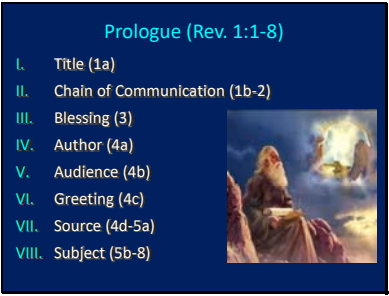 Prologue (Rev. 1:1-8)
I. Title (1a)
II. Chain of Communication (1b-2)
III. Blessing (3)
IV. Author (4a)
V. Audience (4b)
VI. Greeting (4c)
VII. Source (4d-5a)
VIII. Subject (5b-8)